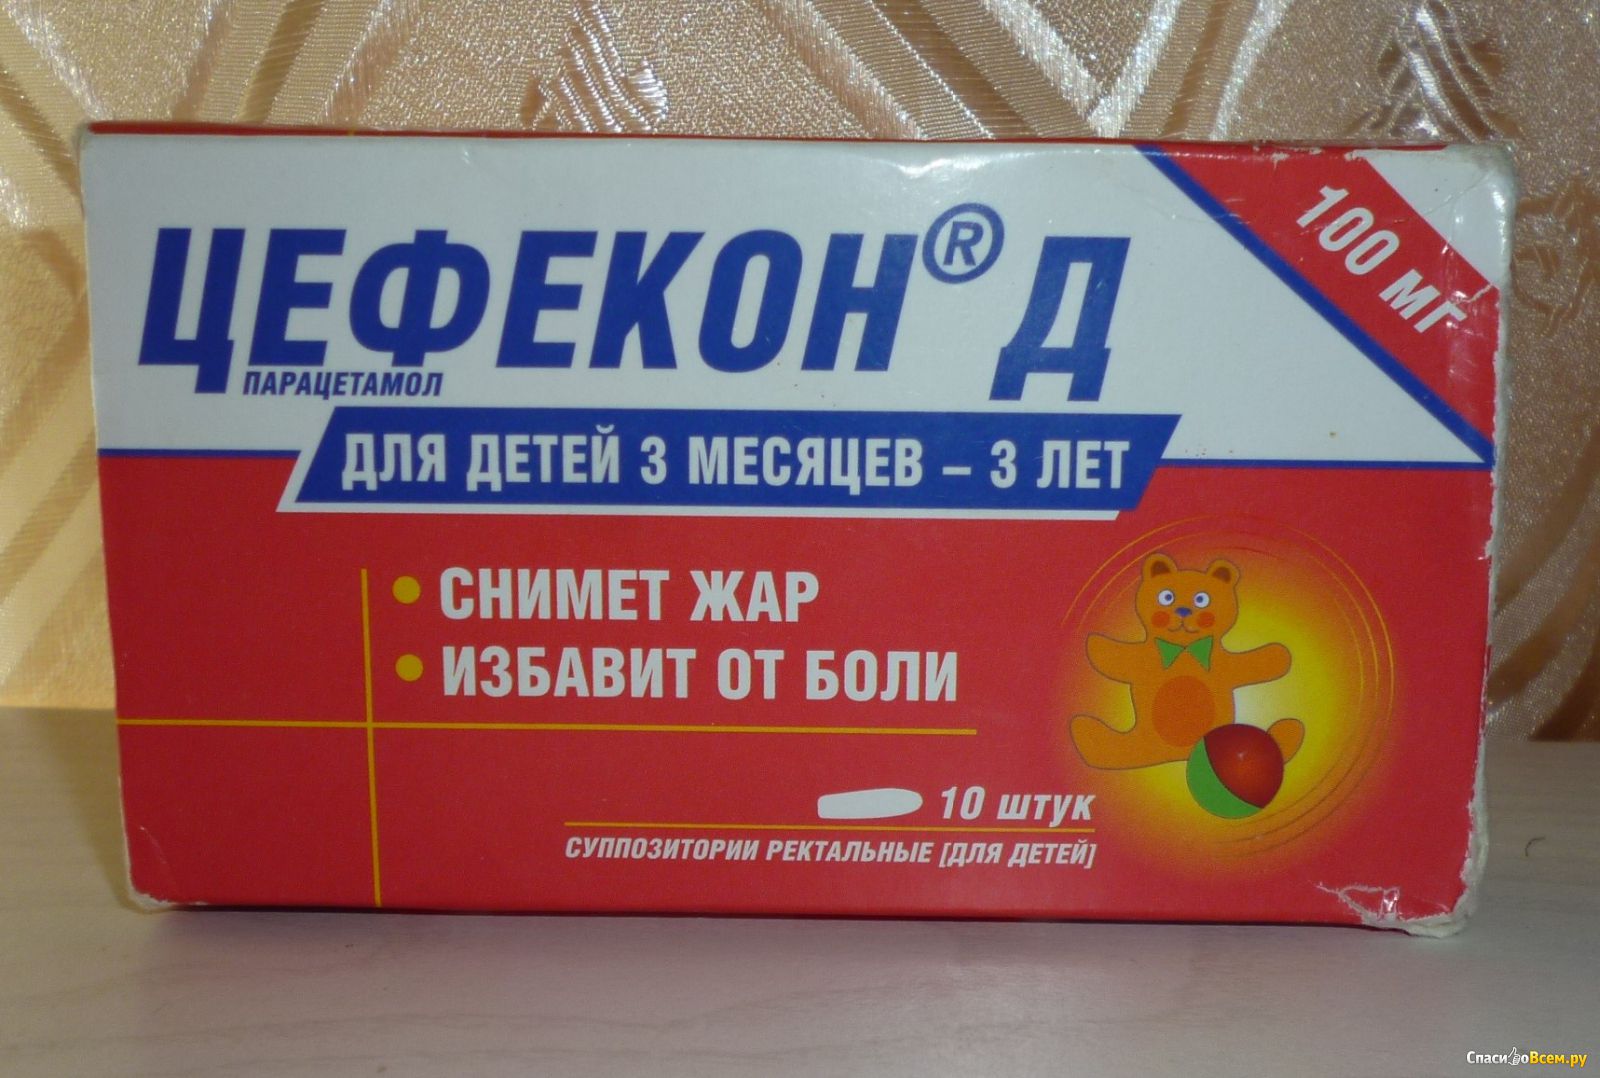 ЦЕФЕКОН® Д
100 МГ
ПАРАЦЕТАМОЛ
ДЛЯ ДЕТЕЙ 3 МЕСЯЦЕВ – 3 ЛЕТ
• СНИМЕТ ЖАР
• ИЗБАВИТ ОТ БОЛИ
10 ШТУК
СУППОЗИТОРИИ РЕКТАЛЬНЫЕ [ДЛЯ ДЕТЕЙ]
СпасибоВсем.ру